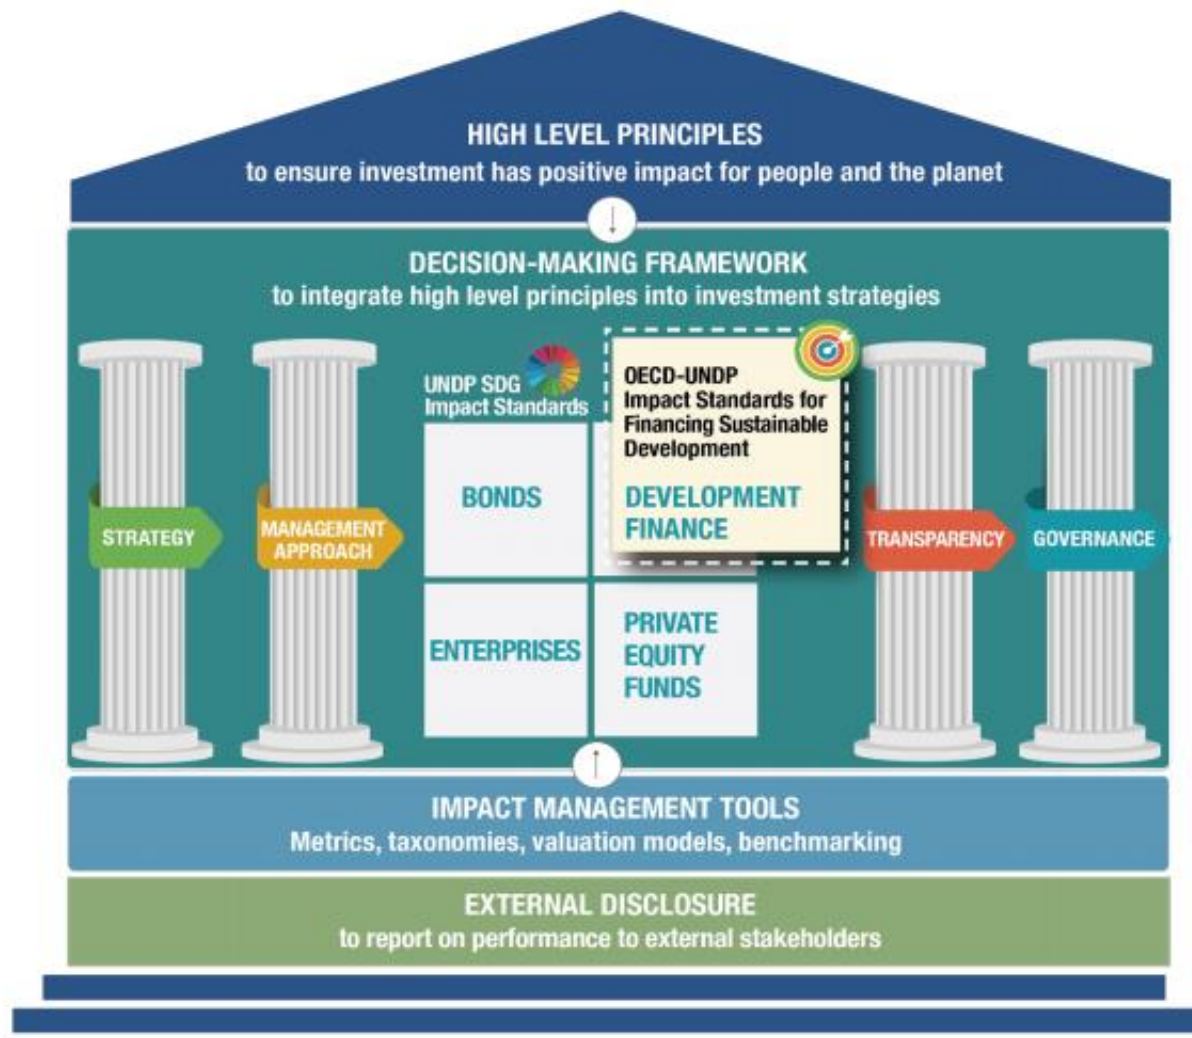 HIGH LEVEL PRINCIPLES
to ensure investment has positive impact for people and the planet
DECISION-MAKING FRAMEWORK
to integrate high level principles into investment strategies
STRATEGY
MANAGEMENT
APPROACH
UNDP SDG
Impact Standards
BONDS
OECD-UNDP
Impact Standards for
Financing Sustainable
Development
DEVELOPMENT
FINANCE
ENTERPRISES
PRIVATE
EQUITY
FUNDS
TRANSPARENCY
GOVERNANCE
IMPACT MANAGEMENT TOOLS
Metrics, taxonomies, valuation models, benchmarking
EXTERNAL DISCLOSURE
to report on performance to external stakeholders